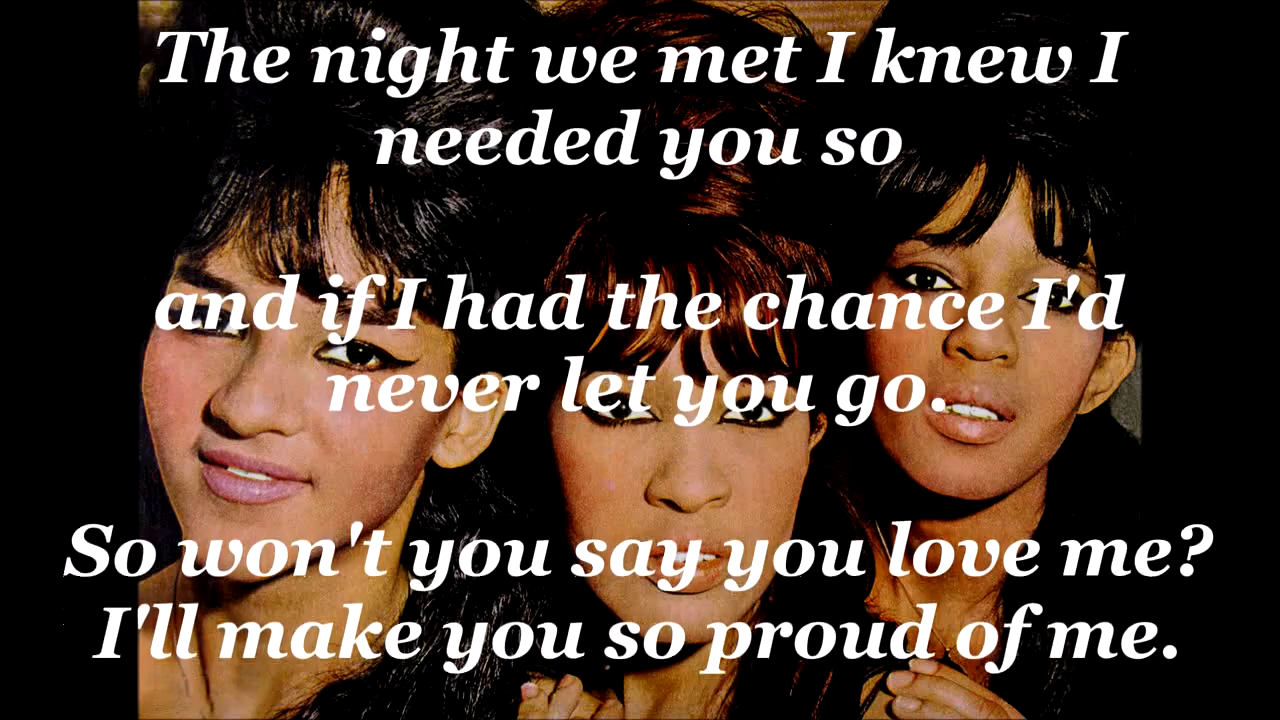 The night we met I knew I
needed you so
and if I had the chance I'd
never let you go.
So won't you say you love me?
I'll make you so proud of me.